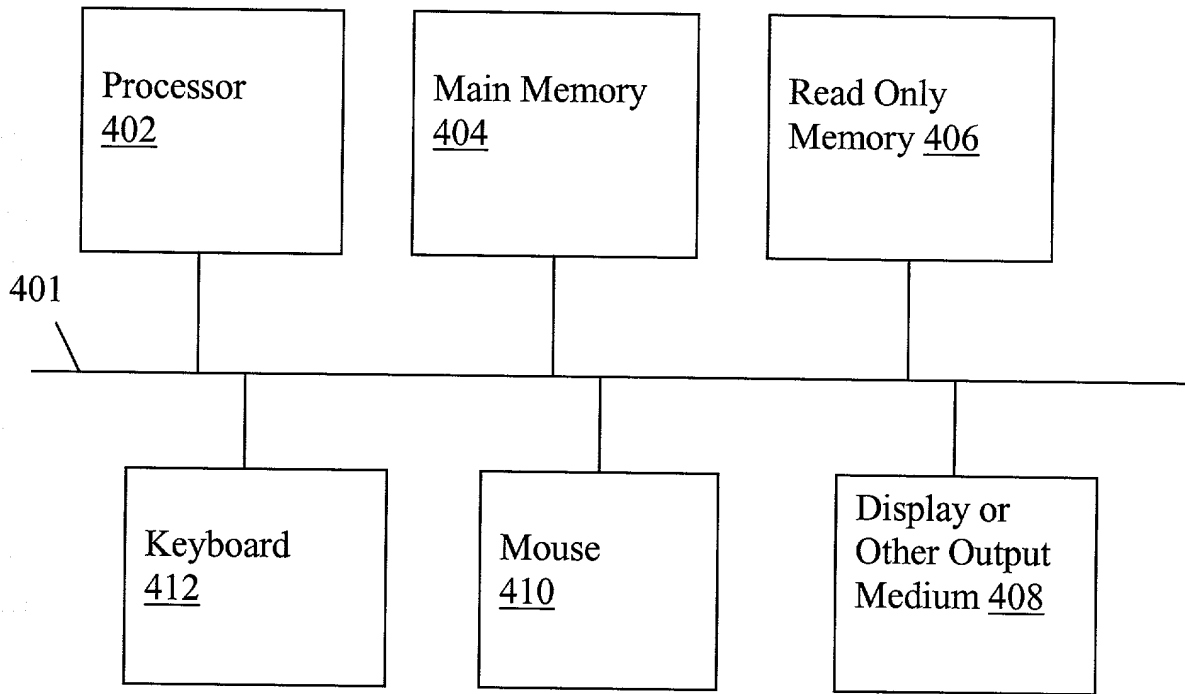 Processor
402
Main Memory
404
Read Only
Memory 406
401
Keyboard
412
Mouse
410
Display or
Other Output
Medium 408